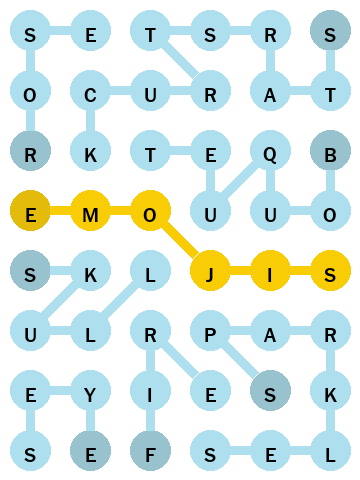 S E T S R S
O C U R A T
R K T E Q B
E M O U U O
S K L J I S
U L R P A R
E Y I E S K
S E F S E L